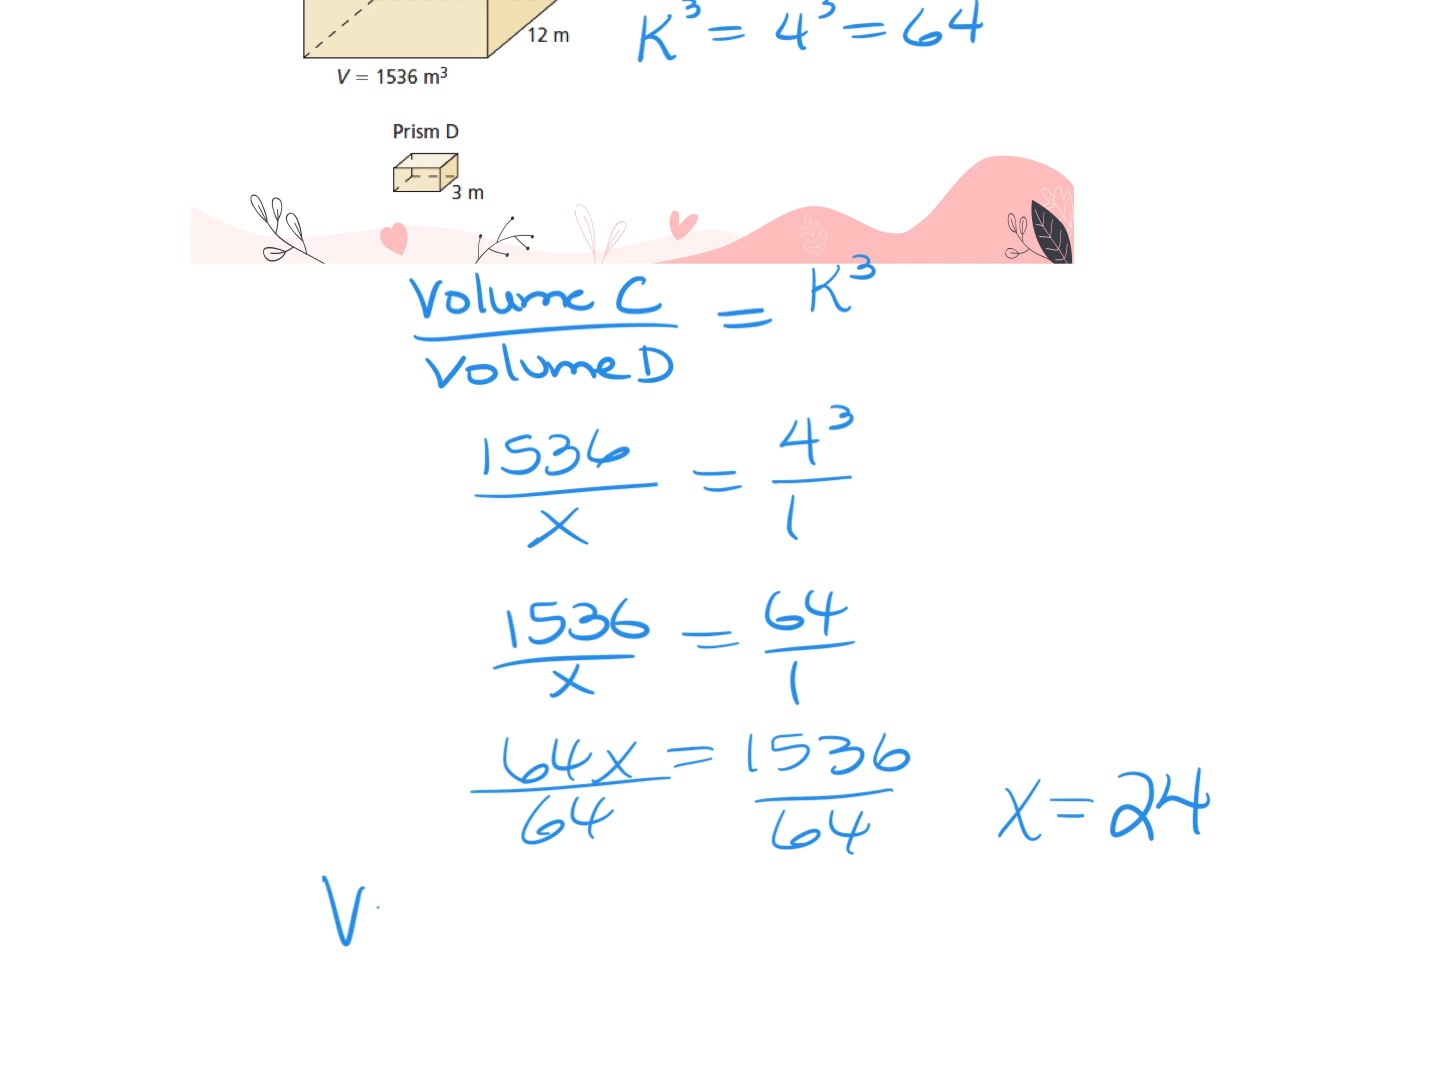 12 m
K³ = 4³ = 64
V = 1536 m³
Prism D
3 m
Volume C = K³
Volume D
1536 = 4³
x 1
1536 = 64
x 1
64x = 1536
64 64
x = 24
V